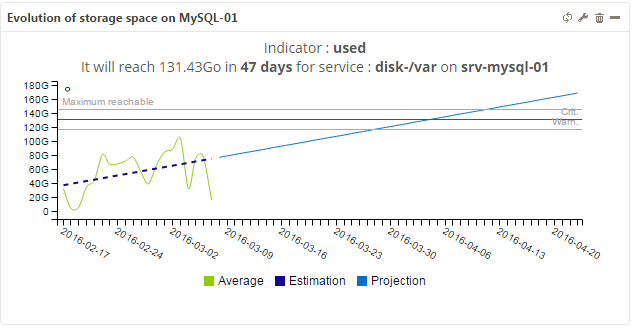 Evolution of storage space on MySQL-01
Indicator : used
It will reach 131.43Go in 47 days for service : disk-/var on srv-mysql-01
180G
160G
140G
120G
100G
80G
60G
40G
20G
0
Maximum reachable
Crit.
Warn.
2016-02-17
2016-02-24
2016-03-02
2016-03-09
2016-03-16
2016-03-23
2016-03-30
2016-04-06
2016-04-13
2016-04-20
Average
Estimation
Projection